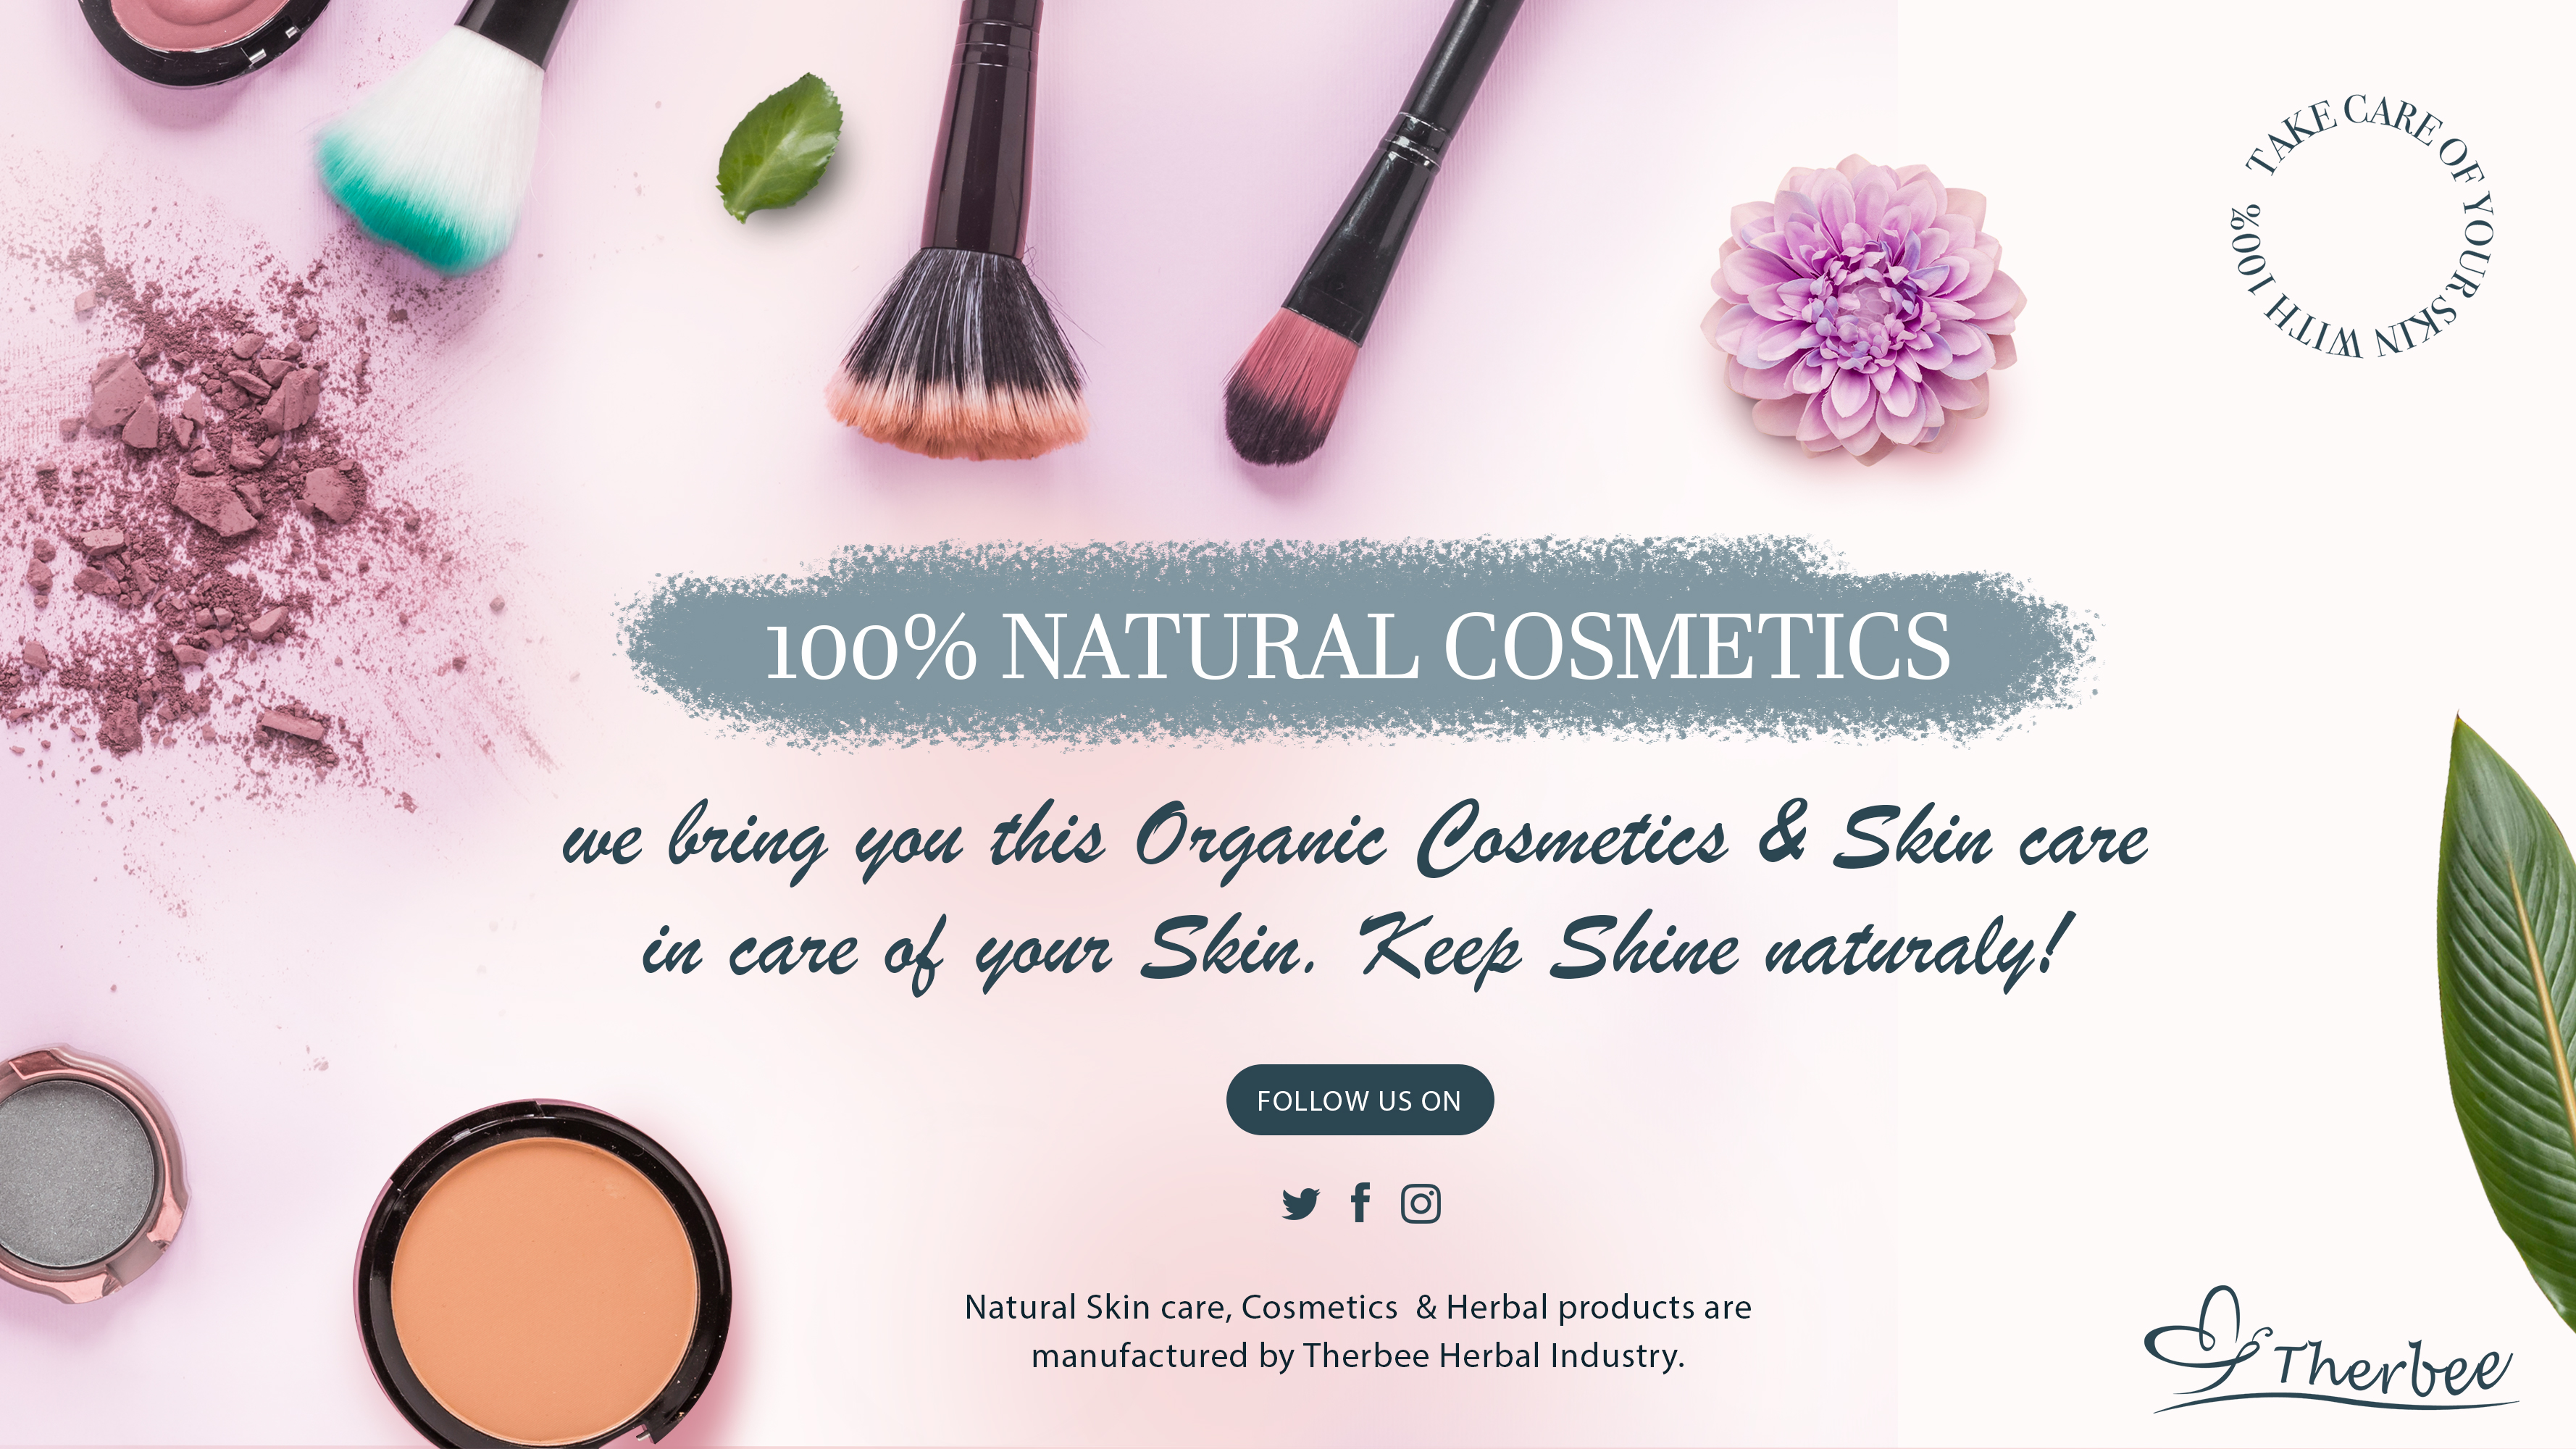 TAKE CARE OF YOUR SKIN WITH 100%
100% NATURAL COSMETICS
we bring you this Organic Cosmetics & Skin care
in care of your Skin. Keep Shine naturaly!
FOLLOW US ON
Natural Skin care, Cosmetics & Herbal products are
manufactured by Therbee Herbal Industry.
Therbee